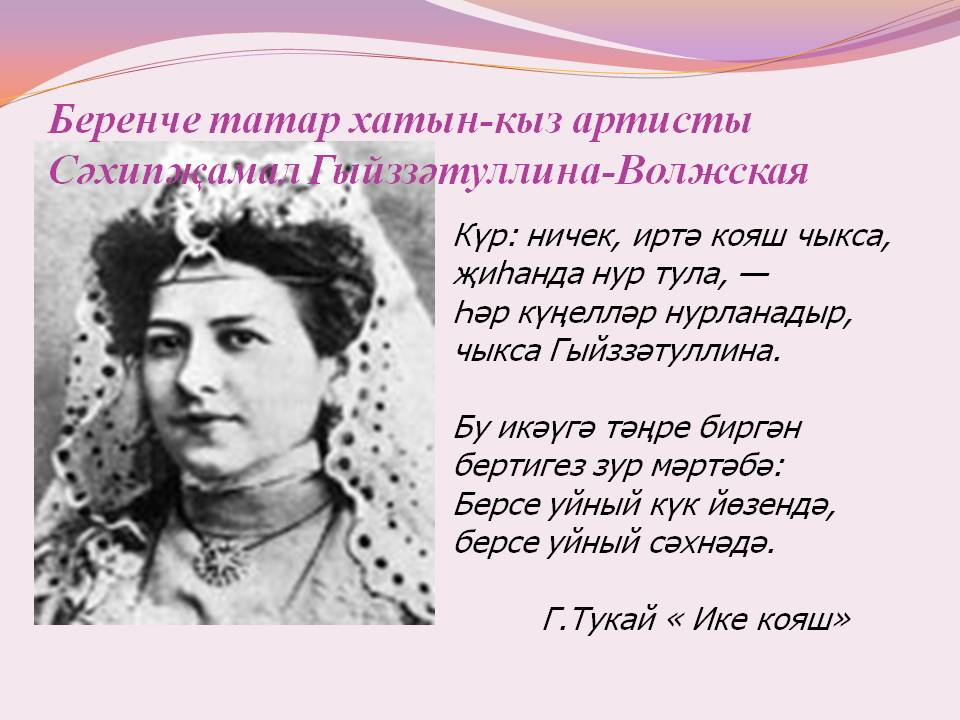 Беренче татар хатын-кыз артисты
Сәхипҗамал Гыйззәтуллина-Волжская
Күр: ничек, иртә кояш чыкса,
җиһанда нур тула, —
Һәр күңелләр нурланадыр,
чыкса Гыйззәтуллина.
Бу икәүгә тәңре биргән
бертигез зур мәртәбә:
Берсе уйный күк йөзендә,
берсе уйный сәхнәдә.
Г.Тукай « Ике кояш»